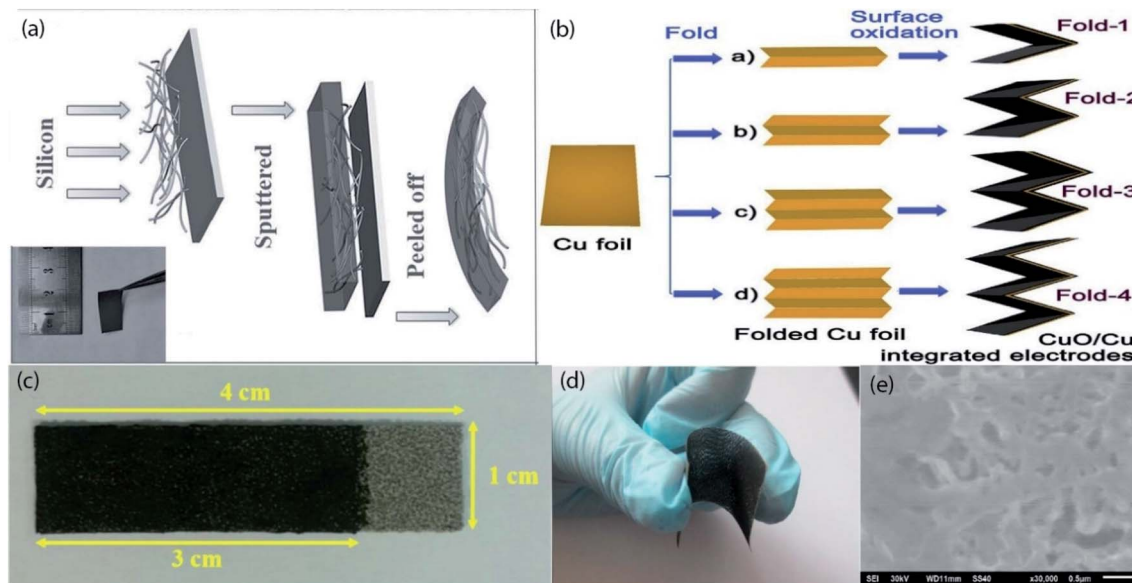 (a)
Silicon
Sputtered
Peeled off
(b)
Fold
Surface
oxidation
a)
Fold-1
b)
Fold-2
Cu foil
c)
Fold-3
d)
Fold-4
Folded Cu foil
CuO/Cu
integrated electrodes
(c)
4 cm
1 cm
3 cm
(d)
(e)
SEI 30kV WD11mm SS40 x30,000 0.5µm